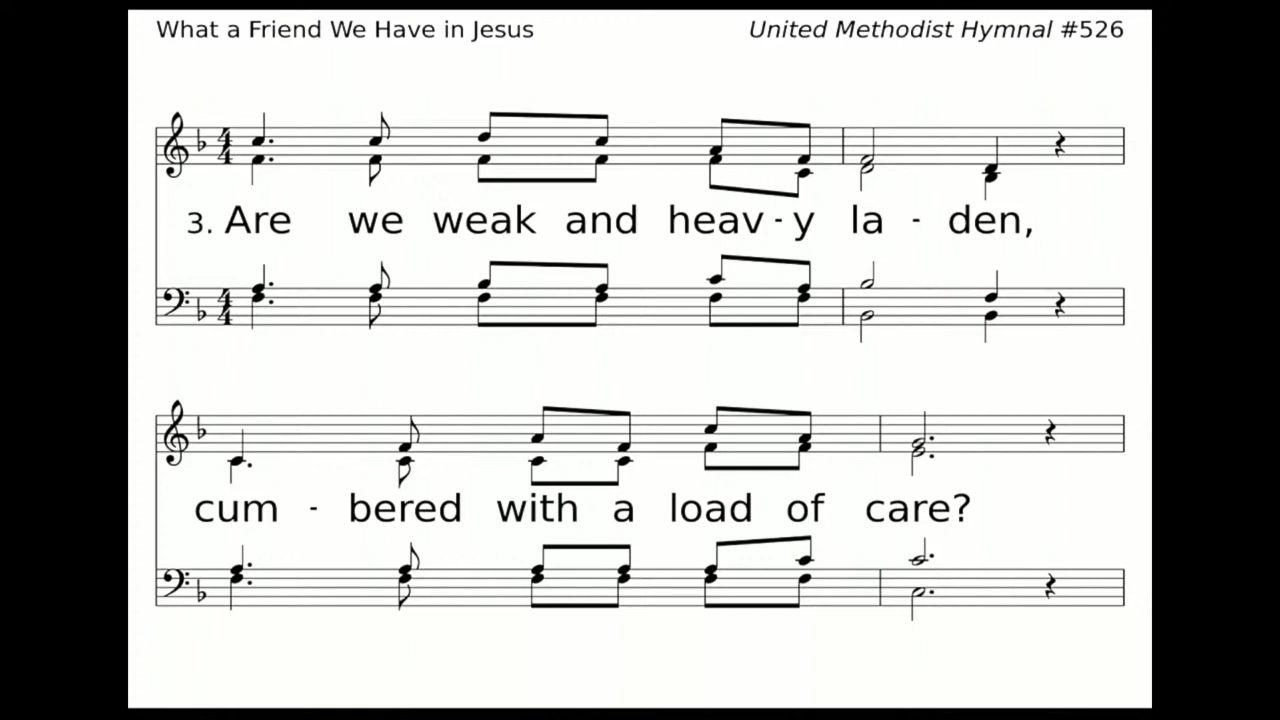 What a Friend We Have in Jesus
United Methodist Hymnal #526
3. Are we weak and heav - y la - den,
cum - bered with a load of care?